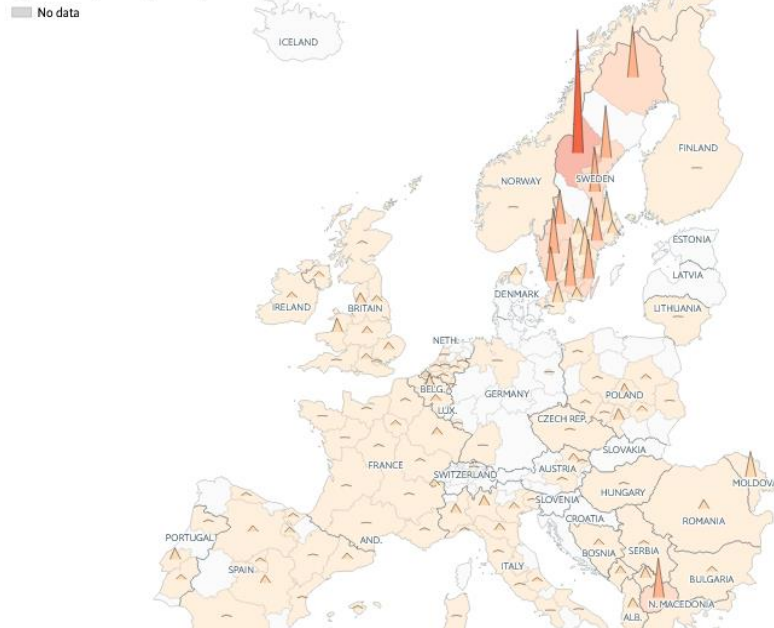 No data
ICELAND
FINLAND
NORWAY
SWEDEN
ESTONIA
LATVIA
DENMARK
IRELAND
BRITAIN
LITHUANIA
NETH.
BELG.
GERMANY
POLAND
LUX.
CZECH REP.
SLOVAKIA
FRANCE
SWITZERLAND
AUSTRIA
MOLDOVA
HUNGARY
SLOVENIA
CROATIA
ROMANIA
PORTUGAL
AND.
BOSNIA
SERBIA
SPAIN
ITALY
BULGARIA
N. MACEDONIA
ALB.